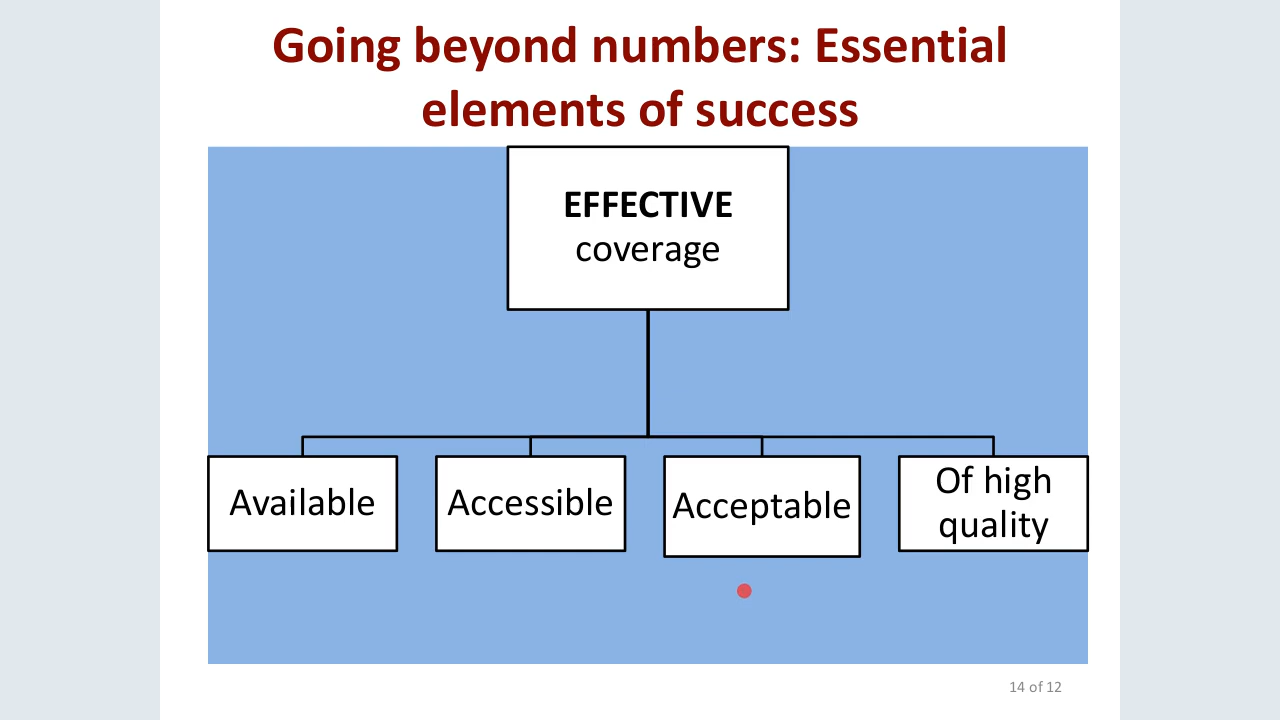 Going beyond numbers: Essential
elements of success
EFFECTIVE
coverage
Available
Accessible
Acceptable
Of high
quality
14 of 12